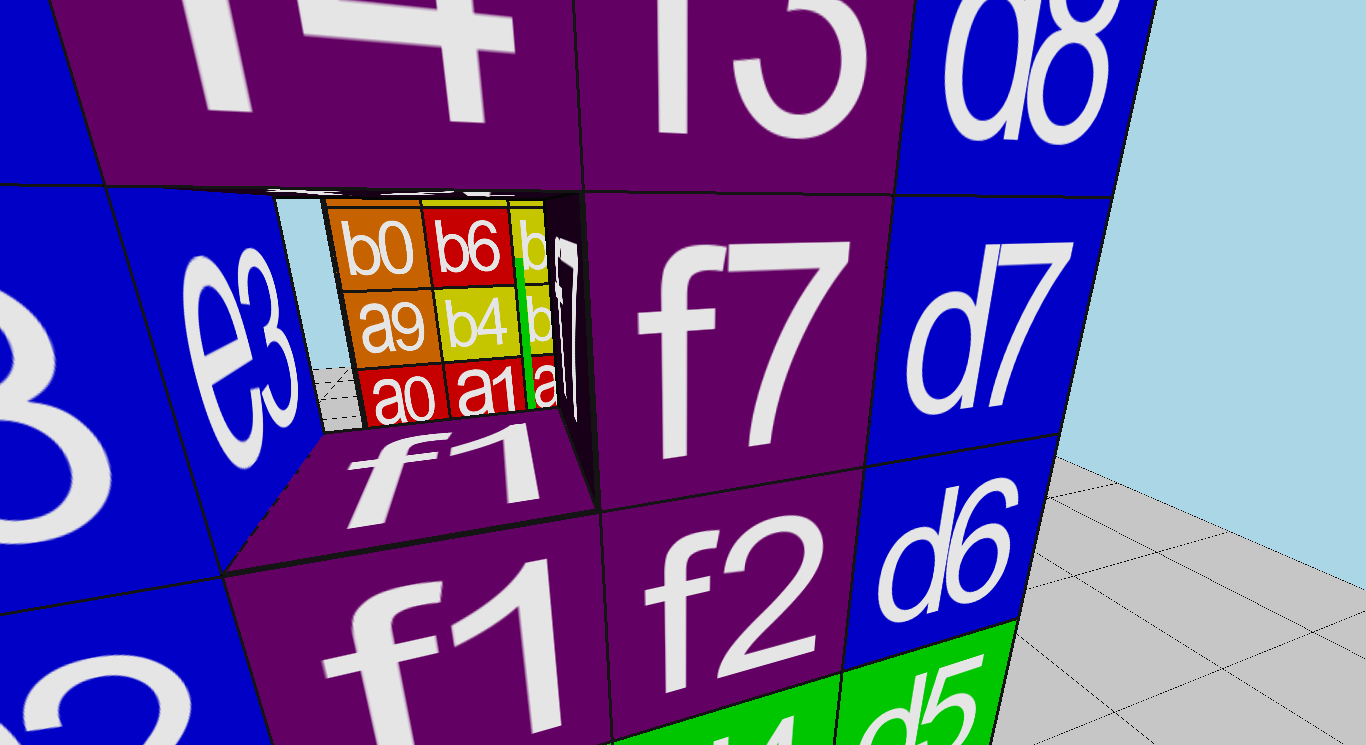 f4 f3 d8
e3 b0 b6 b f7 f7 d7
a9 b4 b
a0 a1 a
f1
f1 f2 d6
d5